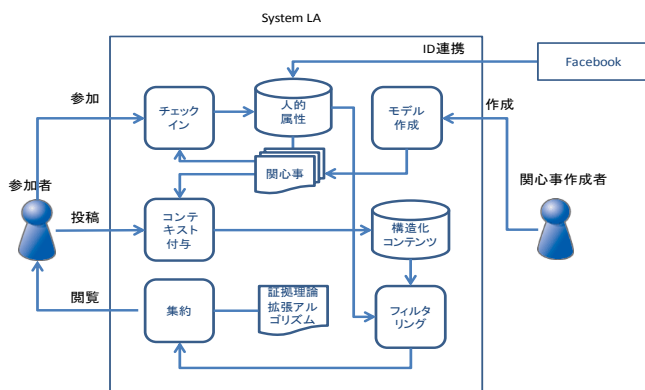 System LA
ID連携
Facebook
参加
チェック
イン
人的
属性
モデル
作成
作成
関心事
参加者
関心事作成者
投稿
コンテ
キスト
付与
構造化
コンテンツ
閲覧
集約
証拠理論
拡張アル
ゴリズム
フィルタ
リング